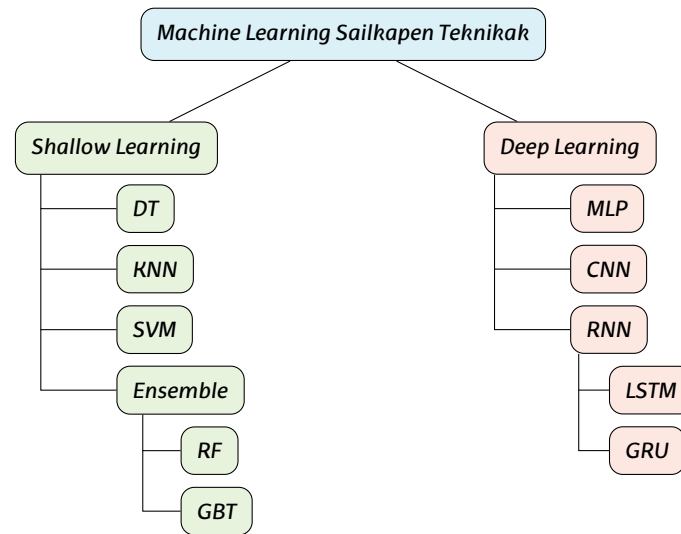 Machine Learning Sailkapen Teknikak
Shallow Learning
DT
KNN
SVM
Ensemble
RF
GBT
Deep Learning
MLP
CNN
RNN
LSTM
GRU